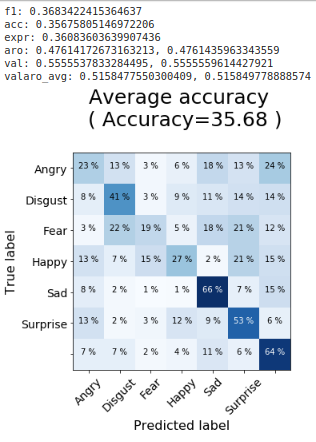 f1: 0.3683422415364637
acc: 0.35675805146972206
expr: 0.36083603639907436
aro: 0.47614172673163213, 0.4761435963343559
val: 0.5555537833284495, 0.5555559614427921
valaro_avg: 0.5158477550300409, 0.515849778888574
Average accuracy
( Accuracy=35.68 )
Angry 23 % 13 % 3 % 6 % 18 % 13 % 24 %
Disgust 8 % 41 % 3 % 9 % 11 % 14 % 14 %
Fear 3 % 22 % 19 % 5 % 18 % 21 % 12 %
Happy 13 % 7 % 15 % 27 % 2 % 21 % 15 %
Sad 8 % 2 % 1 % 1 % 66 % 7 % 15 %
Surprise 13 % 2 % 3 % 12 % 9 % 53 % 6 %
7 % 7 % 2 % 4 % 11 % 6 % 64 %
True label
Angry Disgust Fear Happy Sad Surprise
Predicted label